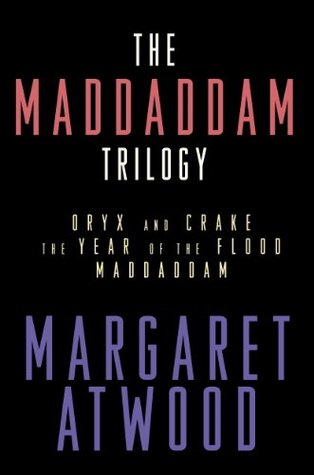 THE
MADDADDAM
TRILOGY
ORYX AND CRAKE
THE YEAR OF THE FLOOD
MADDADDAM
MARGARET
ATWOOD